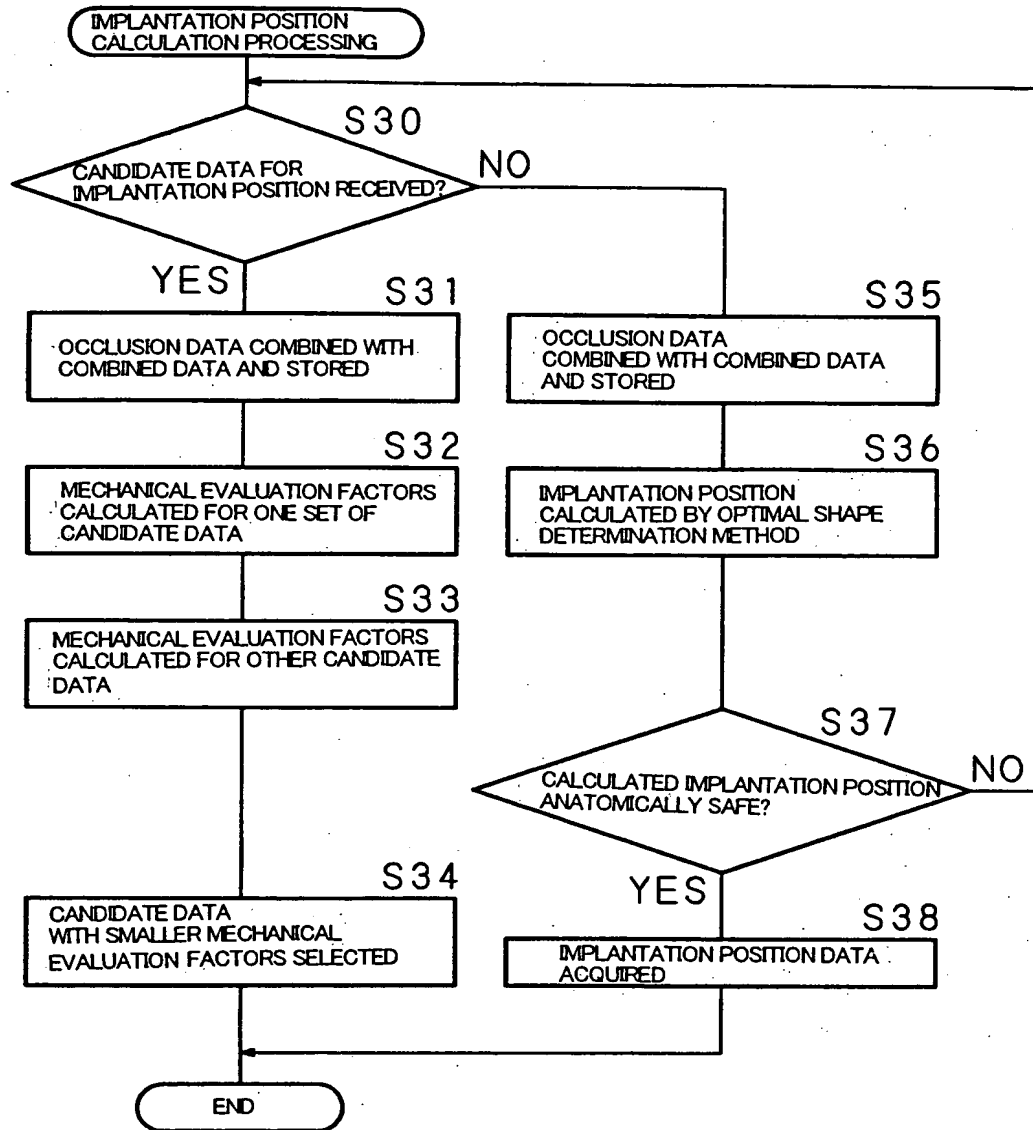 IMPLANTATION POSITION
CALCULATION PROCESSING
S30
CANDIDATE DATA FOR
IMPLANTATION POSITION RECEIVED?
NO
YES
S31
OCCLUSION DATA COMBINED WITH
COMBINED DATA AND STORED
S32
MECHANICAL EVALUATION FACTORS
CALCULATED FOR ONE SET OF
CANDIDATE DATA
S33
MECHANICAL EVALUATION FACTORS
CALCULATED FOR OTHER CANDIDATE
DATA
S34
CANDIDATE DATA
WITH SMALLER MECHANICAL
EVALUATION FACTORS SELECTED
S35
OCCLUSION DATA
COMBINED WITH COMBINED DATA
AND STORED
S36
IMPLANTATION POSITION
CALCULATED BY OPTIMAL SHAPE
DETERMINATION METHOD
S37
CALCULATED IMPLANTATION POSITION
ANATOMICALLY SAFE?
NO
YES
S38
IMPLANTATION POSITION DATA
ACQUIRED
END